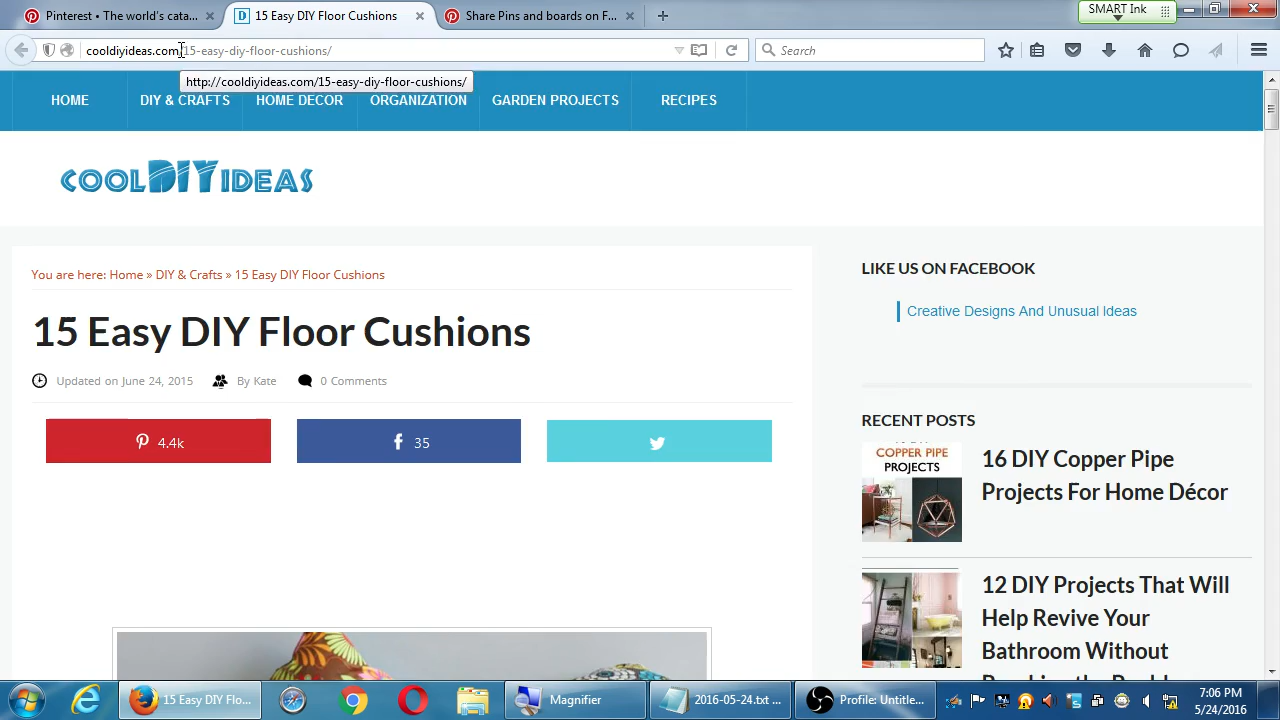 Pinterest • The world's cata...
15 Easy DIY Floor Cushions
Share Pins and boards on F...
SMART Ink
cooldiyideas.com/15-easy-diy-floor-cushions/
Search
http://cooldiyideas.com/15-easy-diy-floor-cushions/
HOME
DIY & CRAFTS
HOME DECOR
ORGANIZATION
GARDEN PROJECTS
RECIPES
COOLDIYIDEAS
You are here: Home » DIY & Crafts » 15 Easy DIY Floor Cushions
15 Easy DIY Floor Cushions
Updated on June 24, 2015
By Kate
0 Comments
4.4k
35
LIKE US ON FACEBOOK
Creative Designs And Unusual Ideas
RECENT POSTS
COPPER PIPE
PROJECTS
16 DIY Copper Pipe
Projects For Home Décor
12 DIY Projects That Will
Help Revive Your
Bathroom Without
15 Easy DIY Flo...
Magnifier
2016-05-24.txt ...
Profile: Untitle...
7:06 PM
5/24/2016